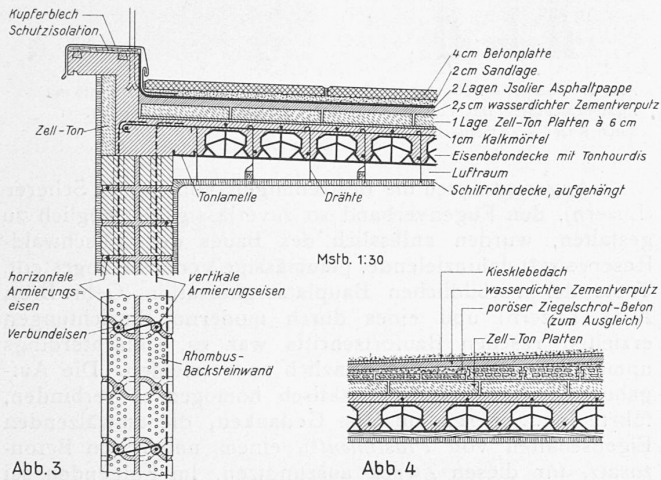 Kupferblech
Schutzisolation
4 cm Betonplatte
2 cm Sandlage
2 Lagen Jsolier Asphaltpappe
2,5 cm wasserdichter Zementverputz
1 Lage Zell-Ton Platten à 6 cm
1 cm Kalkmörtel
Eisenbetondecke mit Tonhourdis
Luftraum
Schilfrohrdecke, aufgehängt
Zell-Ton
Tonlamelle
Drähte
Mstb. 1:30
horizontale
Armierungs-
eisen
vertikale
Armierungseisen
Verbundeisen
Rhombus-
Backsteinwand
Abb. 3
Kiesklebedach
wasserdichter Zementverputz
poröser Ziegelschrot-Beton
(zum Ausgleich)
Zell-Ton Platten
Abb. 4